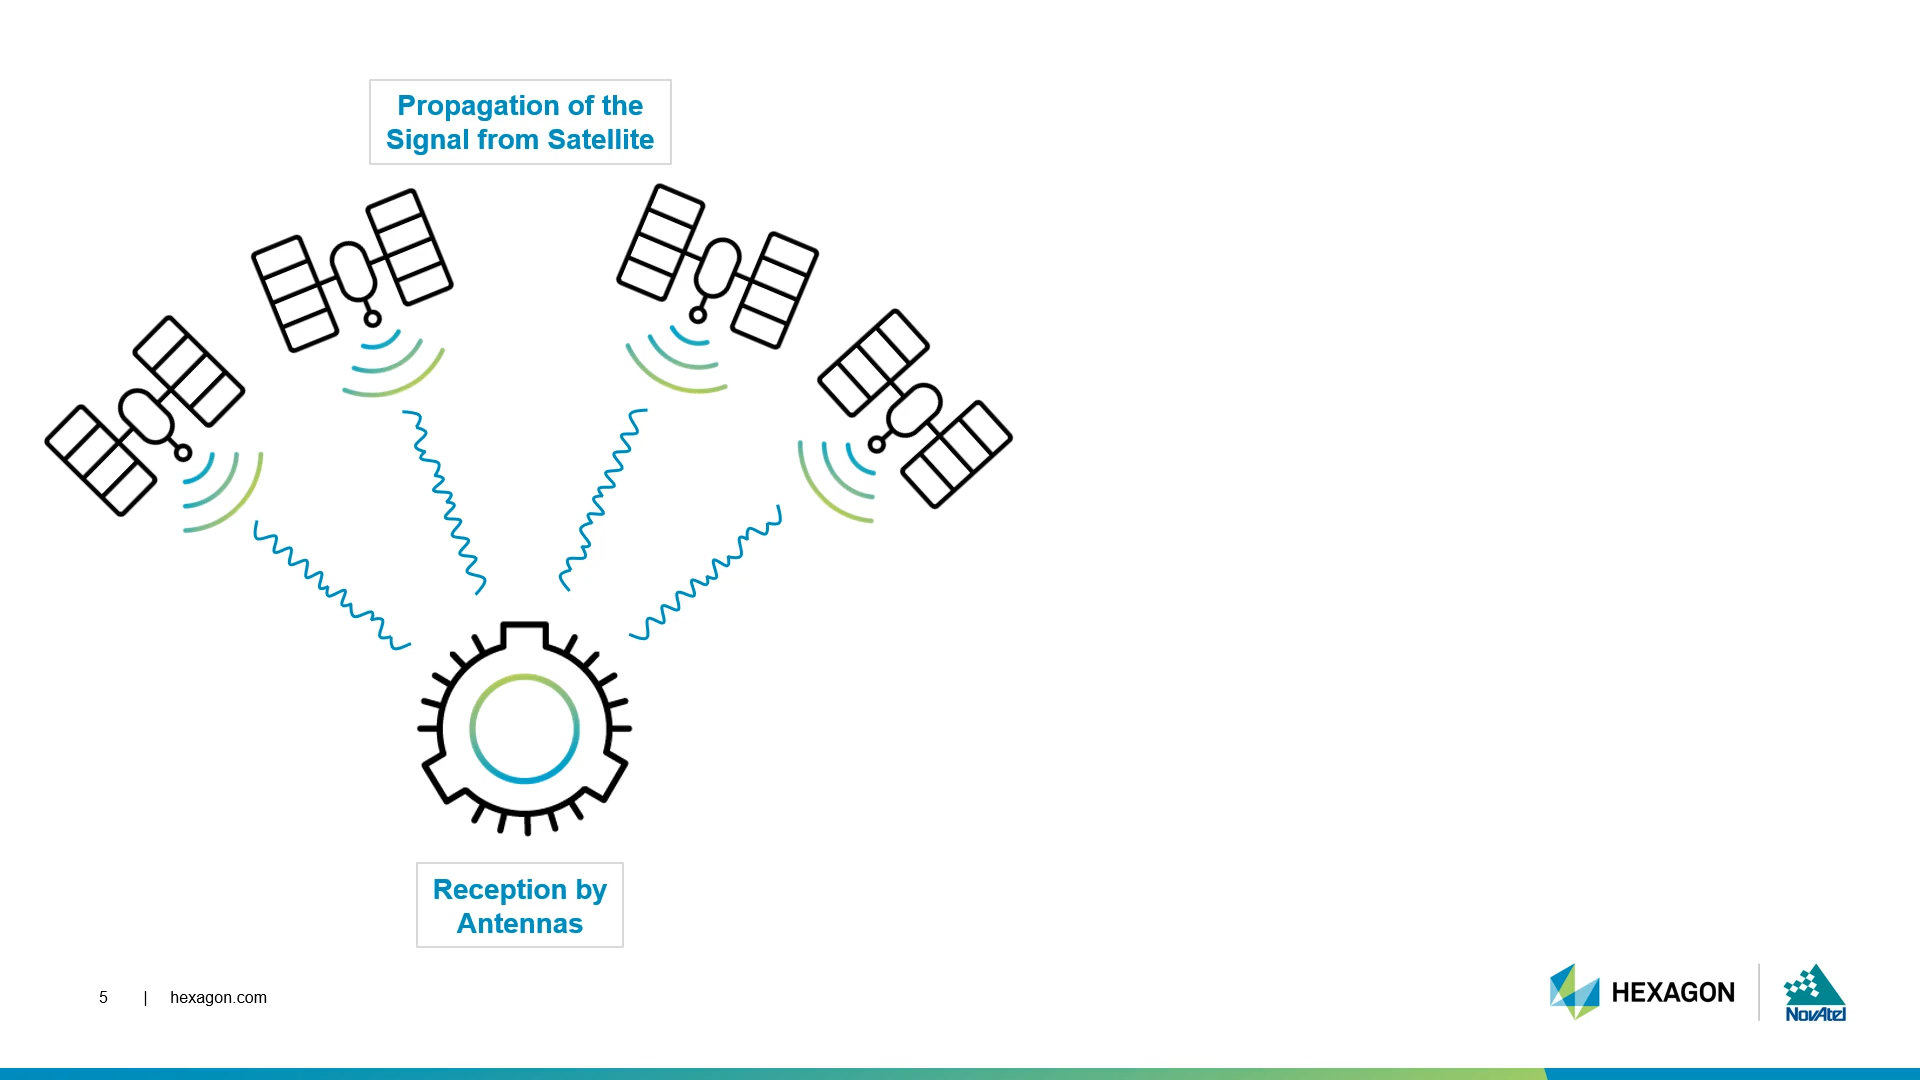 Propagation of the
Signal from Satellite
Reception by
Antennas
5 | hexagon.com
HEXAGON
NovAtel